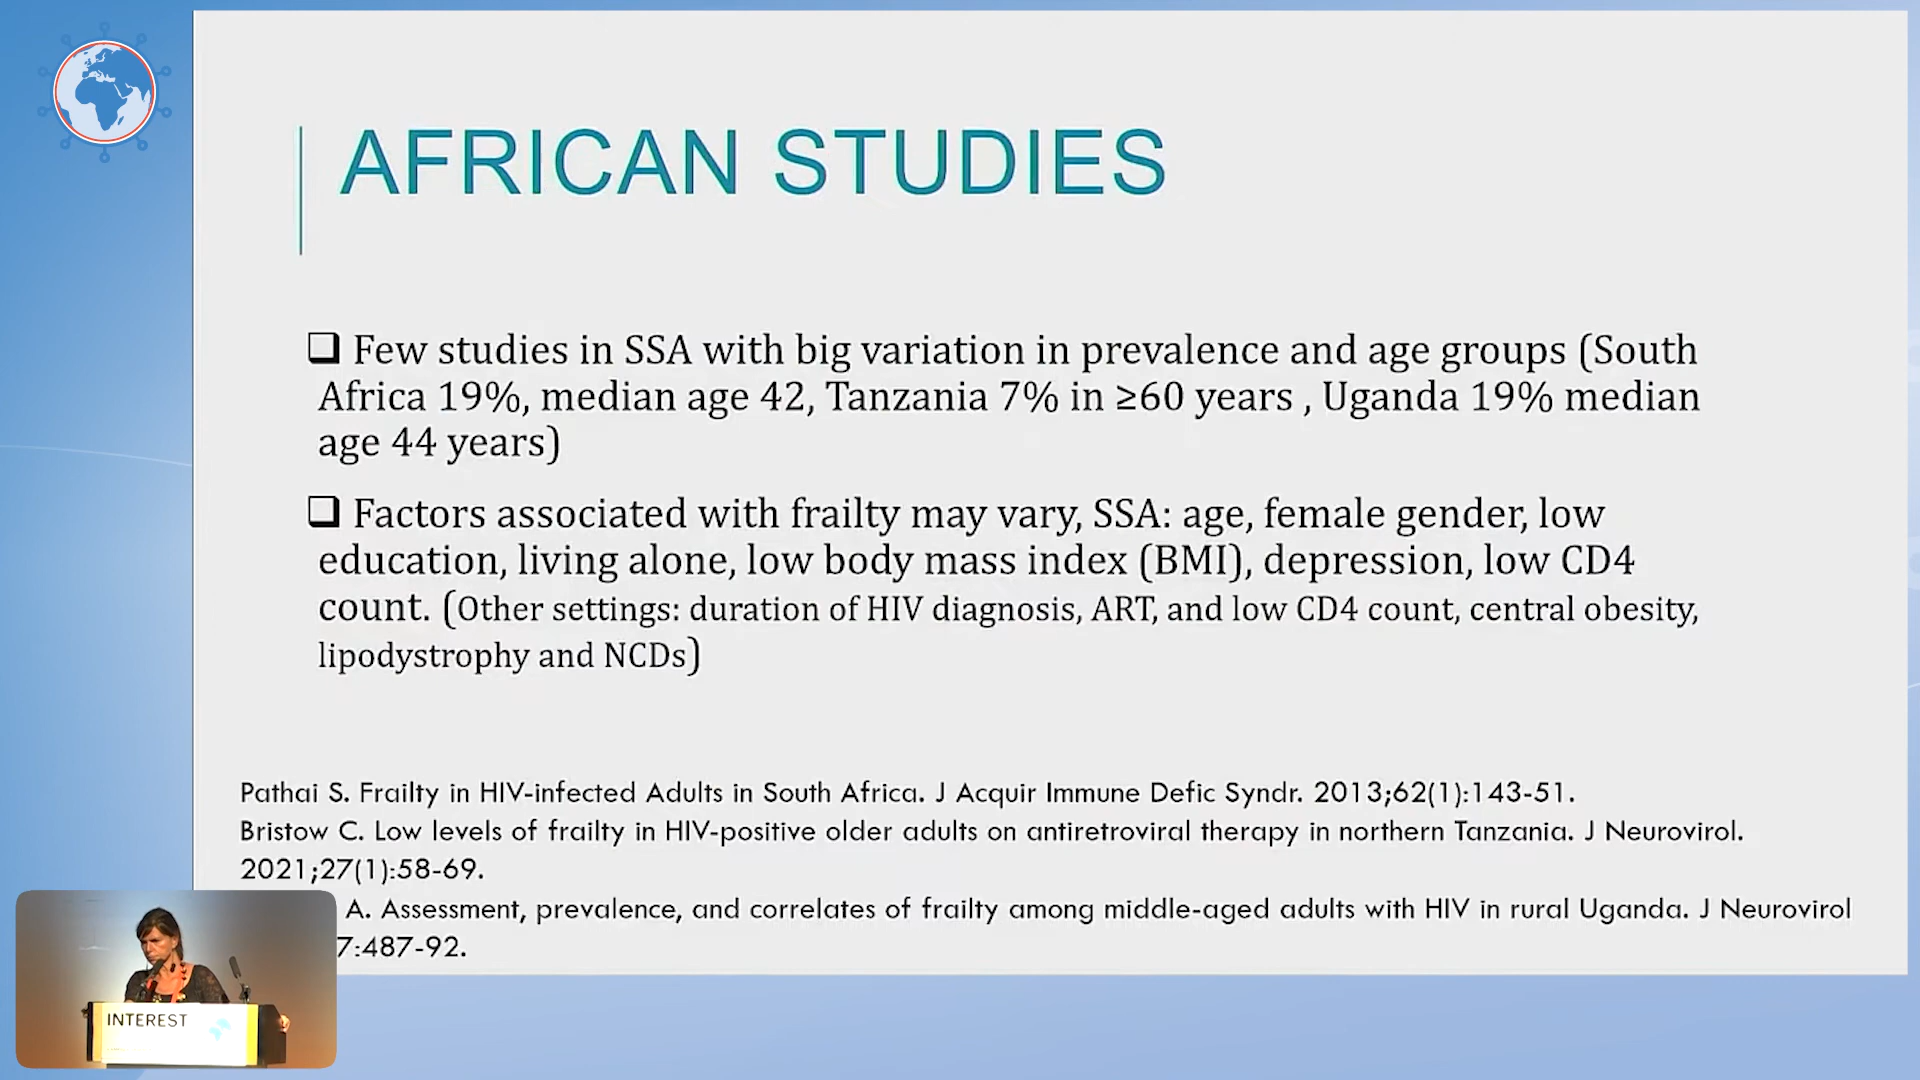 AFRICAN STUDIES
❑ Few studies in SSA with big variation in prevalence and age groups (South
Africa 19%, median age 42, Tanzania 7% in ≥60 years , Uganda 19% median
age 44 years)
❑ Factors associated with frailty may vary, SSA: age, female gender, low
education, living alone, low body mass index (BMI), depression, low CD4
count. (Other settings: duration of HIV diagnosis, ART, and low CD4 count, central obesity,
lipodystrophy and NCDs)
Pathai S. Frailty in HIV-infected Adults in South Africa. J Acquir Immune Defic Syndr. 2013;62(1):143-51.
Bristow C. Low levels of frailty in HIV-positive older adults on antiretroviral therapy in northern Tanzania. J Neurovirol.
2021;27(1):58-69.
A. Assessment, prevalence, and correlates of frailty among middle-aged adults with HIV in rural Uganda. J Neurovirol
7:487-92.
INTEREST